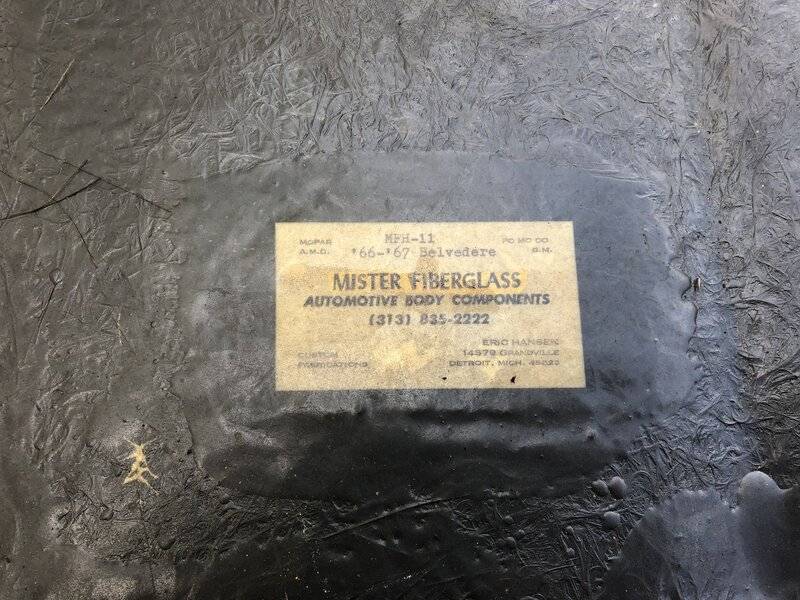 MOPAR MFH-11 FO MO CO
A.M.C. '66-'67 Belvedere G.M.
MISTER FIBERGLASS
AUTOMOTIVE BODY COMPONENTS
(313) 835-2222
ERIC HANSEN
CUSTOM 14579 GRANDVILLE
FABRICATIONS DETROIT, MICH. 48223